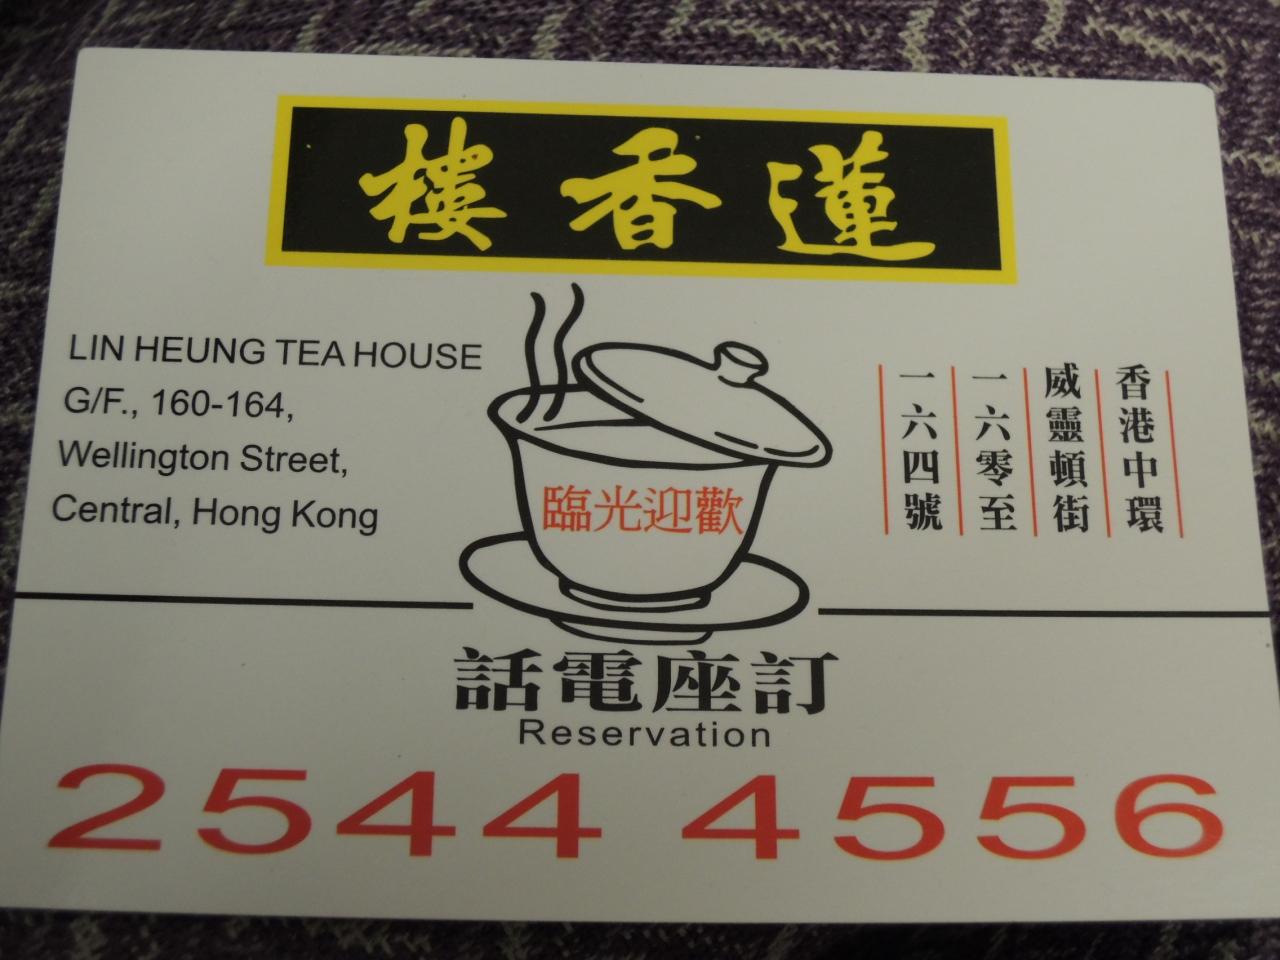 蓮香樓
LIN HEUNG TEA HOUSE
G/F., 160-164,
Wellington Street,
Central, Hong Kong
歡迎光臨
香港中環
威靈頓街
一六零至
一六四號
訂座電話
Reservation
2544 4556